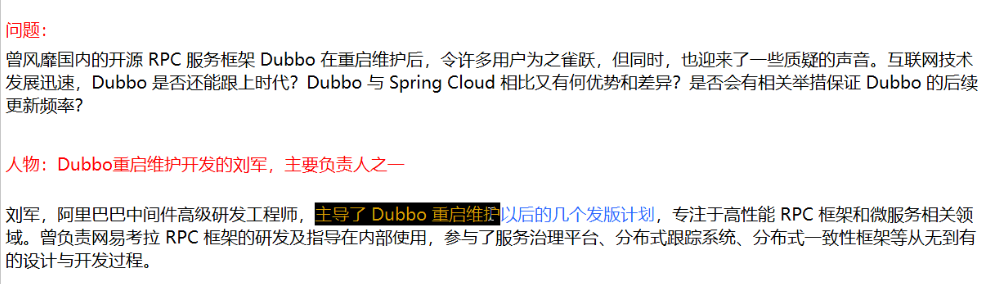 问题：
曾风靡国内的开源 RPC 服务框架 Dubbo 在重启维护后，令许多用户为之雀跃，但同时，也迎来了一些质疑的声音。互联网技术
发展迅速，Dubbo 是否还能跟上时代？Dubbo 与 Spring Cloud 相比又有何优势和差异？是否会有相关举措保证 Dubbo 的后续
更新频率？
人物：Dubbo重启维护开发的刘军，主要负责人之一
刘军，阿里巴巴中间件高级研发工程师，主导了 Dubbo 重启维护以后的几个发版计划，专注于高性能 RPC 框架和微服务相关领
域。曾负责网易考拉 RPC 框架的研发及指导在内部使用，参与了服务治理平台、分布式跟踪系统、分布式一致性框架等从无到有
的设计与开发过程。